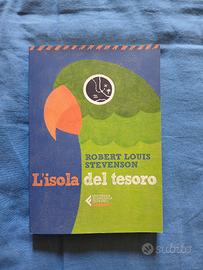 ROBERT LOUIS
STEVENSON
L'isola del tesoro
subito